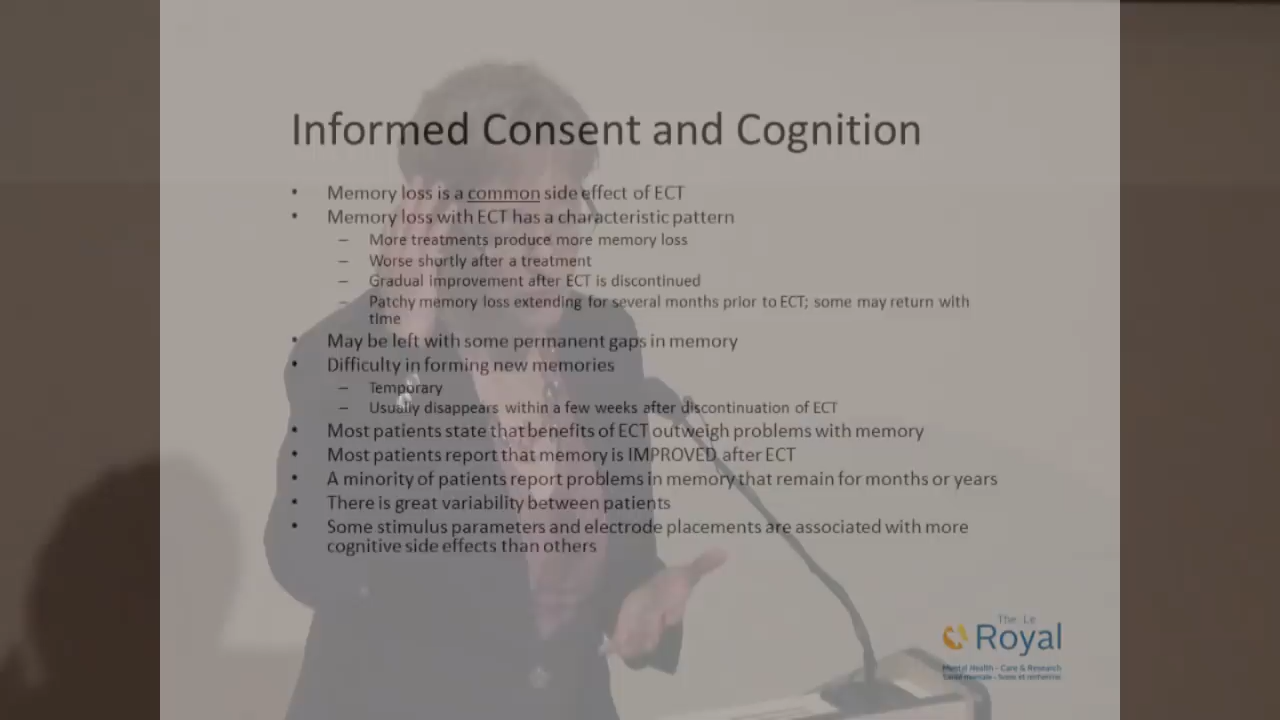 Informed Consent and Cognition
• Memory loss is a common side effect of ECT
• Memory loss with ECT has a characteristic pattern
– More treatments produce more memory loss
– Worse shortly after a treatment
– Gradual improvement after ECT is discontinued
– Patchy memory loss extending for several months prior to ECT; some may return with
time
• May be left with some permanent gaps in memory
• Difficulty in forming new memories
– Temporary
– Usually disappears within a few weeks after discontinuation of ECT
• Most patients state that benefits of ECT outweigh problems with memory
• Most patients report that memory is IMPROVED after ECT
• A minority of patients report problems in memory that remain for months or years
• There is great variability between patients
• Some stimulus parameters and electrode placements are associated with more
cognitive side effects than others
The Le
Royal
Mental Health - Care & Research
Santé mentale - Soins et recherche